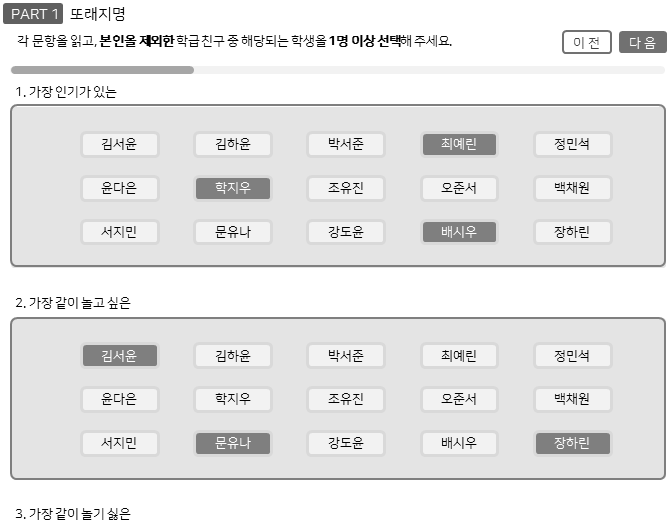 PART 1 또래지명
각 문항을 읽고, 본인을 제외한 학급 친구 중 해당되는 학생을 1명 이상 선택해 주세요.
이 전 다 음
1. 가장 인기가 있는
김서윤 김하윤 박서준 최예린 정민석
윤다은 학지우 조유진 오준서 백채원
서지민 문유나 강도윤 배시우 장하린
2. 가장 같이 놀고 싶은
김서윤 김하윤 박서준 최예린 정민석
윤다은 학지우 조유진 오준서 백채원
서지민 문유나 강도윤 배시우 장하린
3. 가장 같이 놀기 싫은